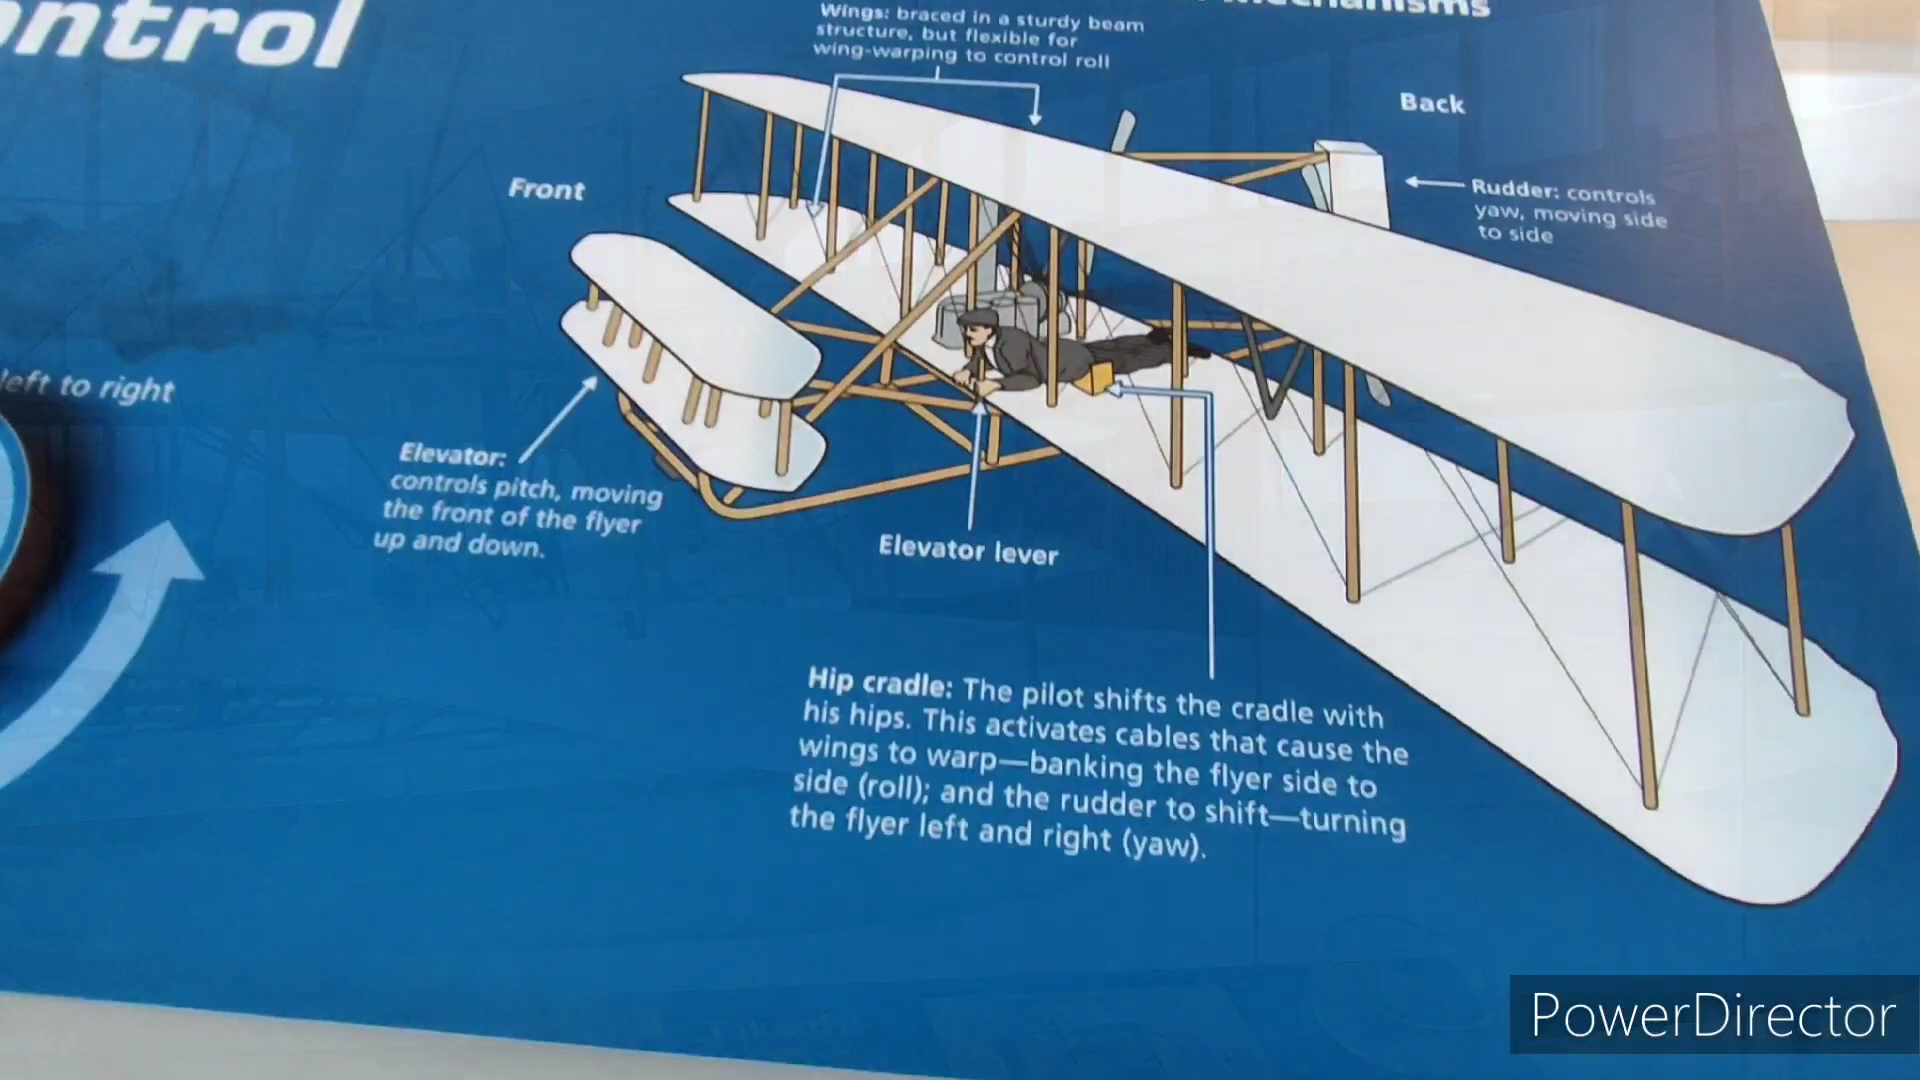 Control
Mechanisms
Wings: braced in a sturdy beam
structure, but flexible for
wing-warping to control roll
Back
Front
Rudder: controls
yaw, moving side
to side
left to right
Elevator:
controls pitch, moving
the front of the flyer
up and down.
Elevator lever
Hip cradle: The pilot shifts the cradle with
his hips. This activates cables that cause the
wings to warp—banking the flyer side to
side (roll); and the rudder to shift—turning
the flyer left and right (yaw).
PowerDirector